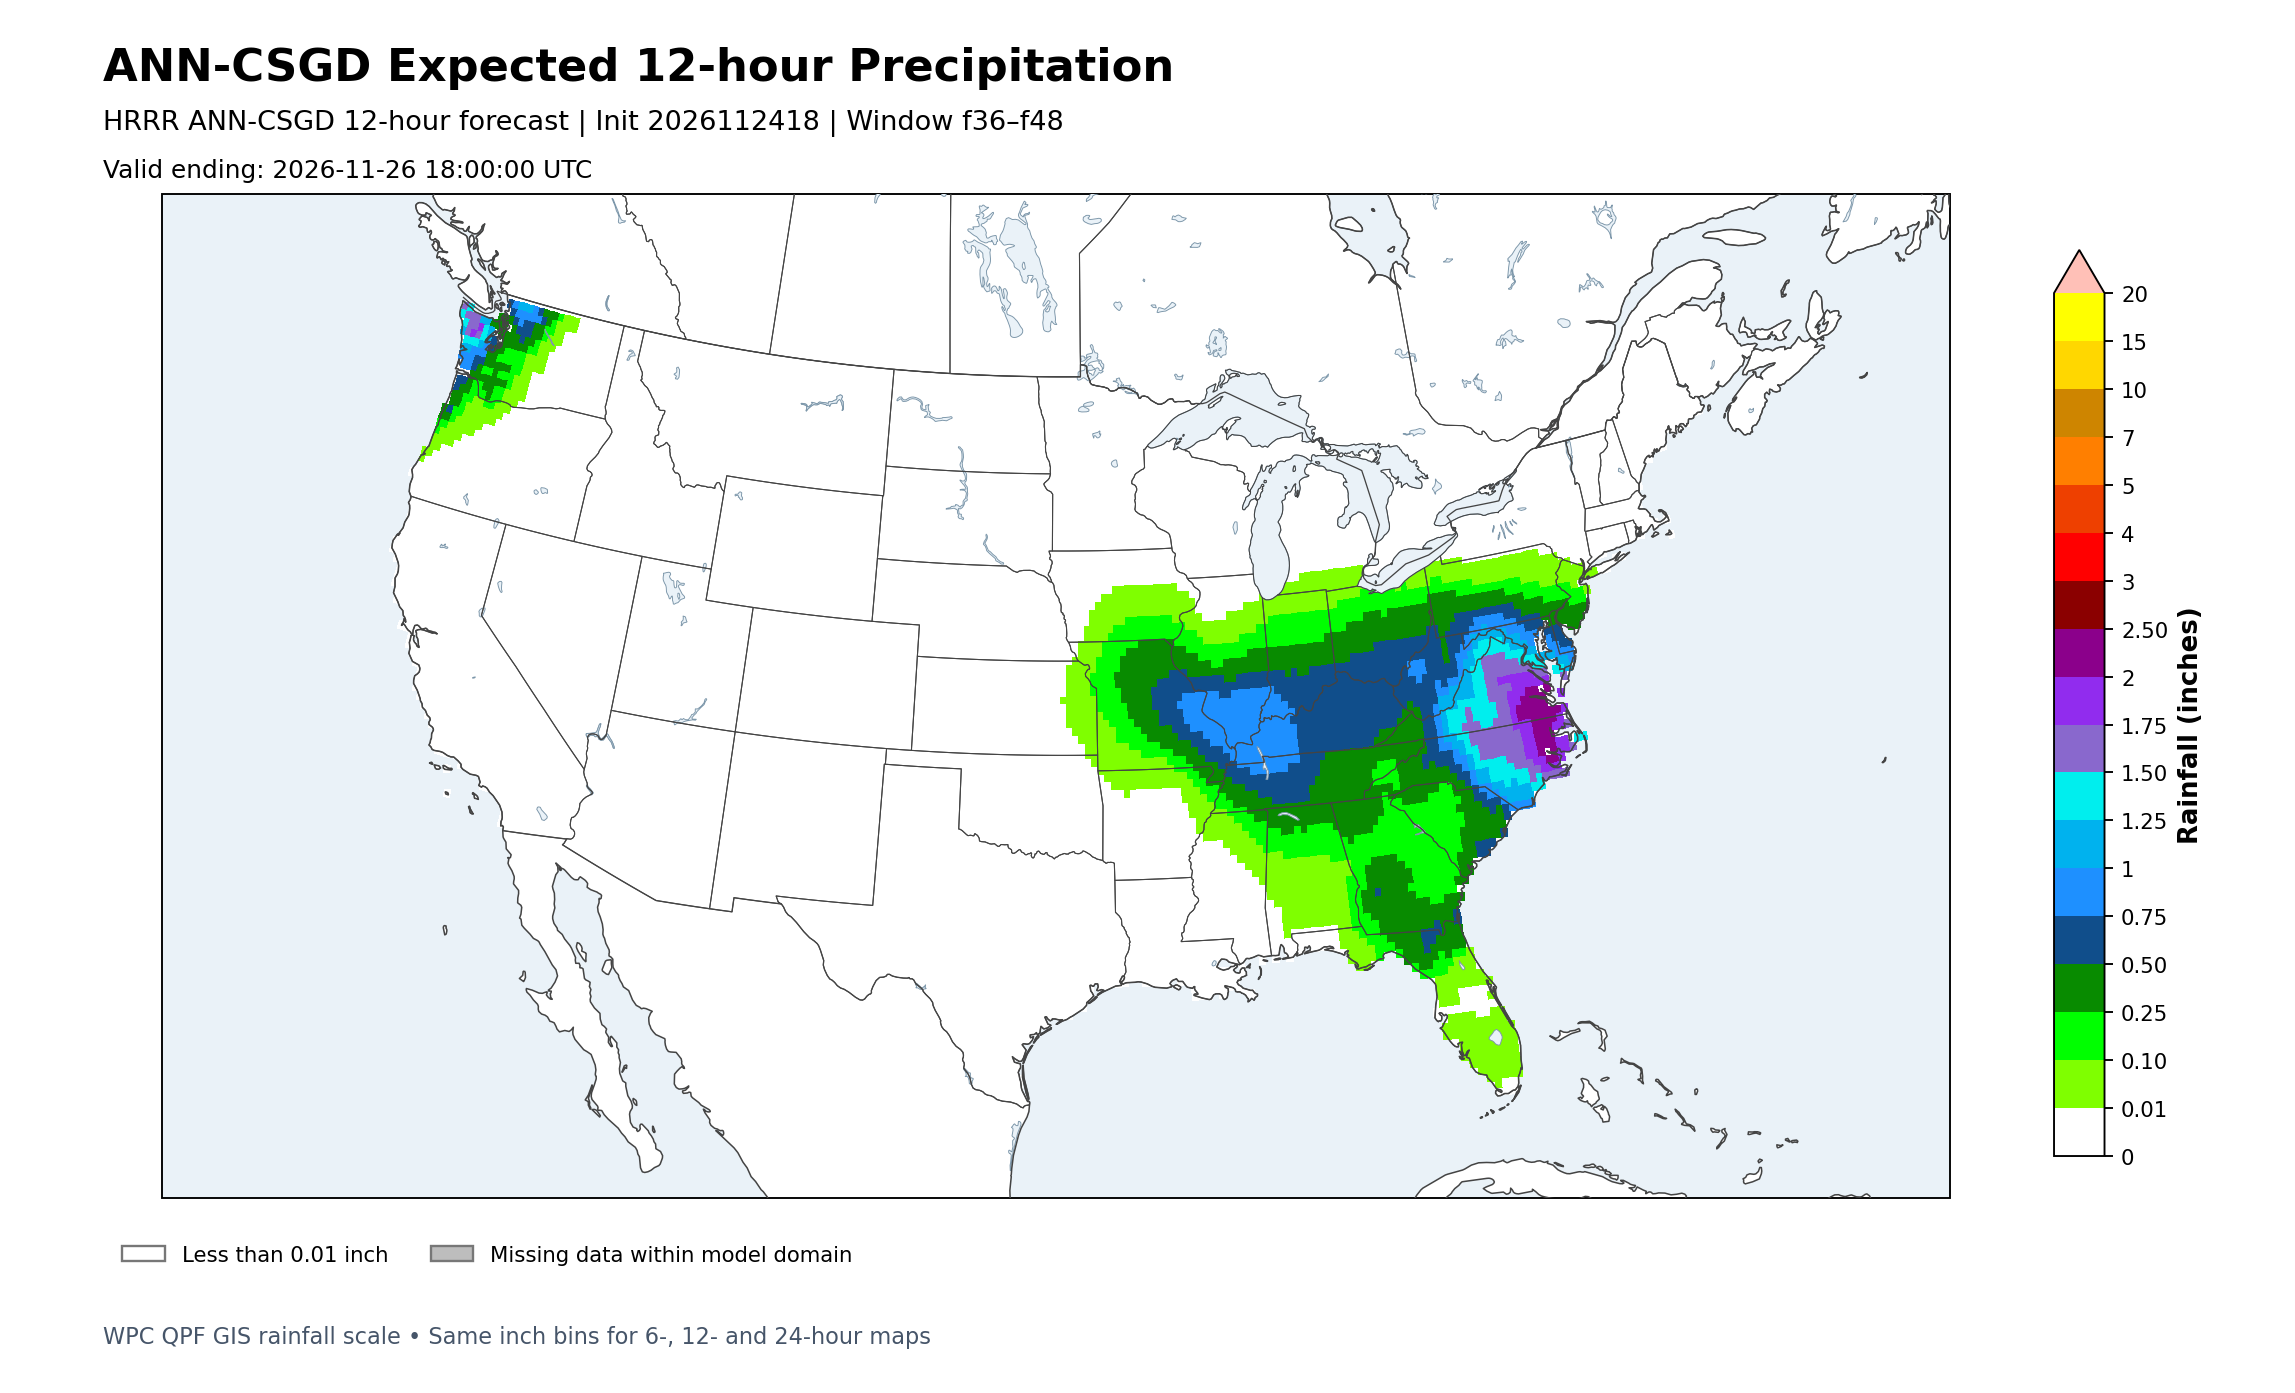 ANN-CSGD Expected 12-hour Precipitation
HRRR ANN-CSGD 12-hour forecast | Init 2026112418 | Window f36–f48
Valid ending: 2026-11-26 18:00:00 UTC
20
15
10
7
5
4
3
2.50
2
1.75
1.50
1.25
1
0.75
0.50
0.25
0.10
0.01
0
Rainfall (inches)
Less than 0.01 inch
Missing data within model domain
WPC QPF GIS rainfall scale • Same inch bins for 6-, 12- and 24-hour maps